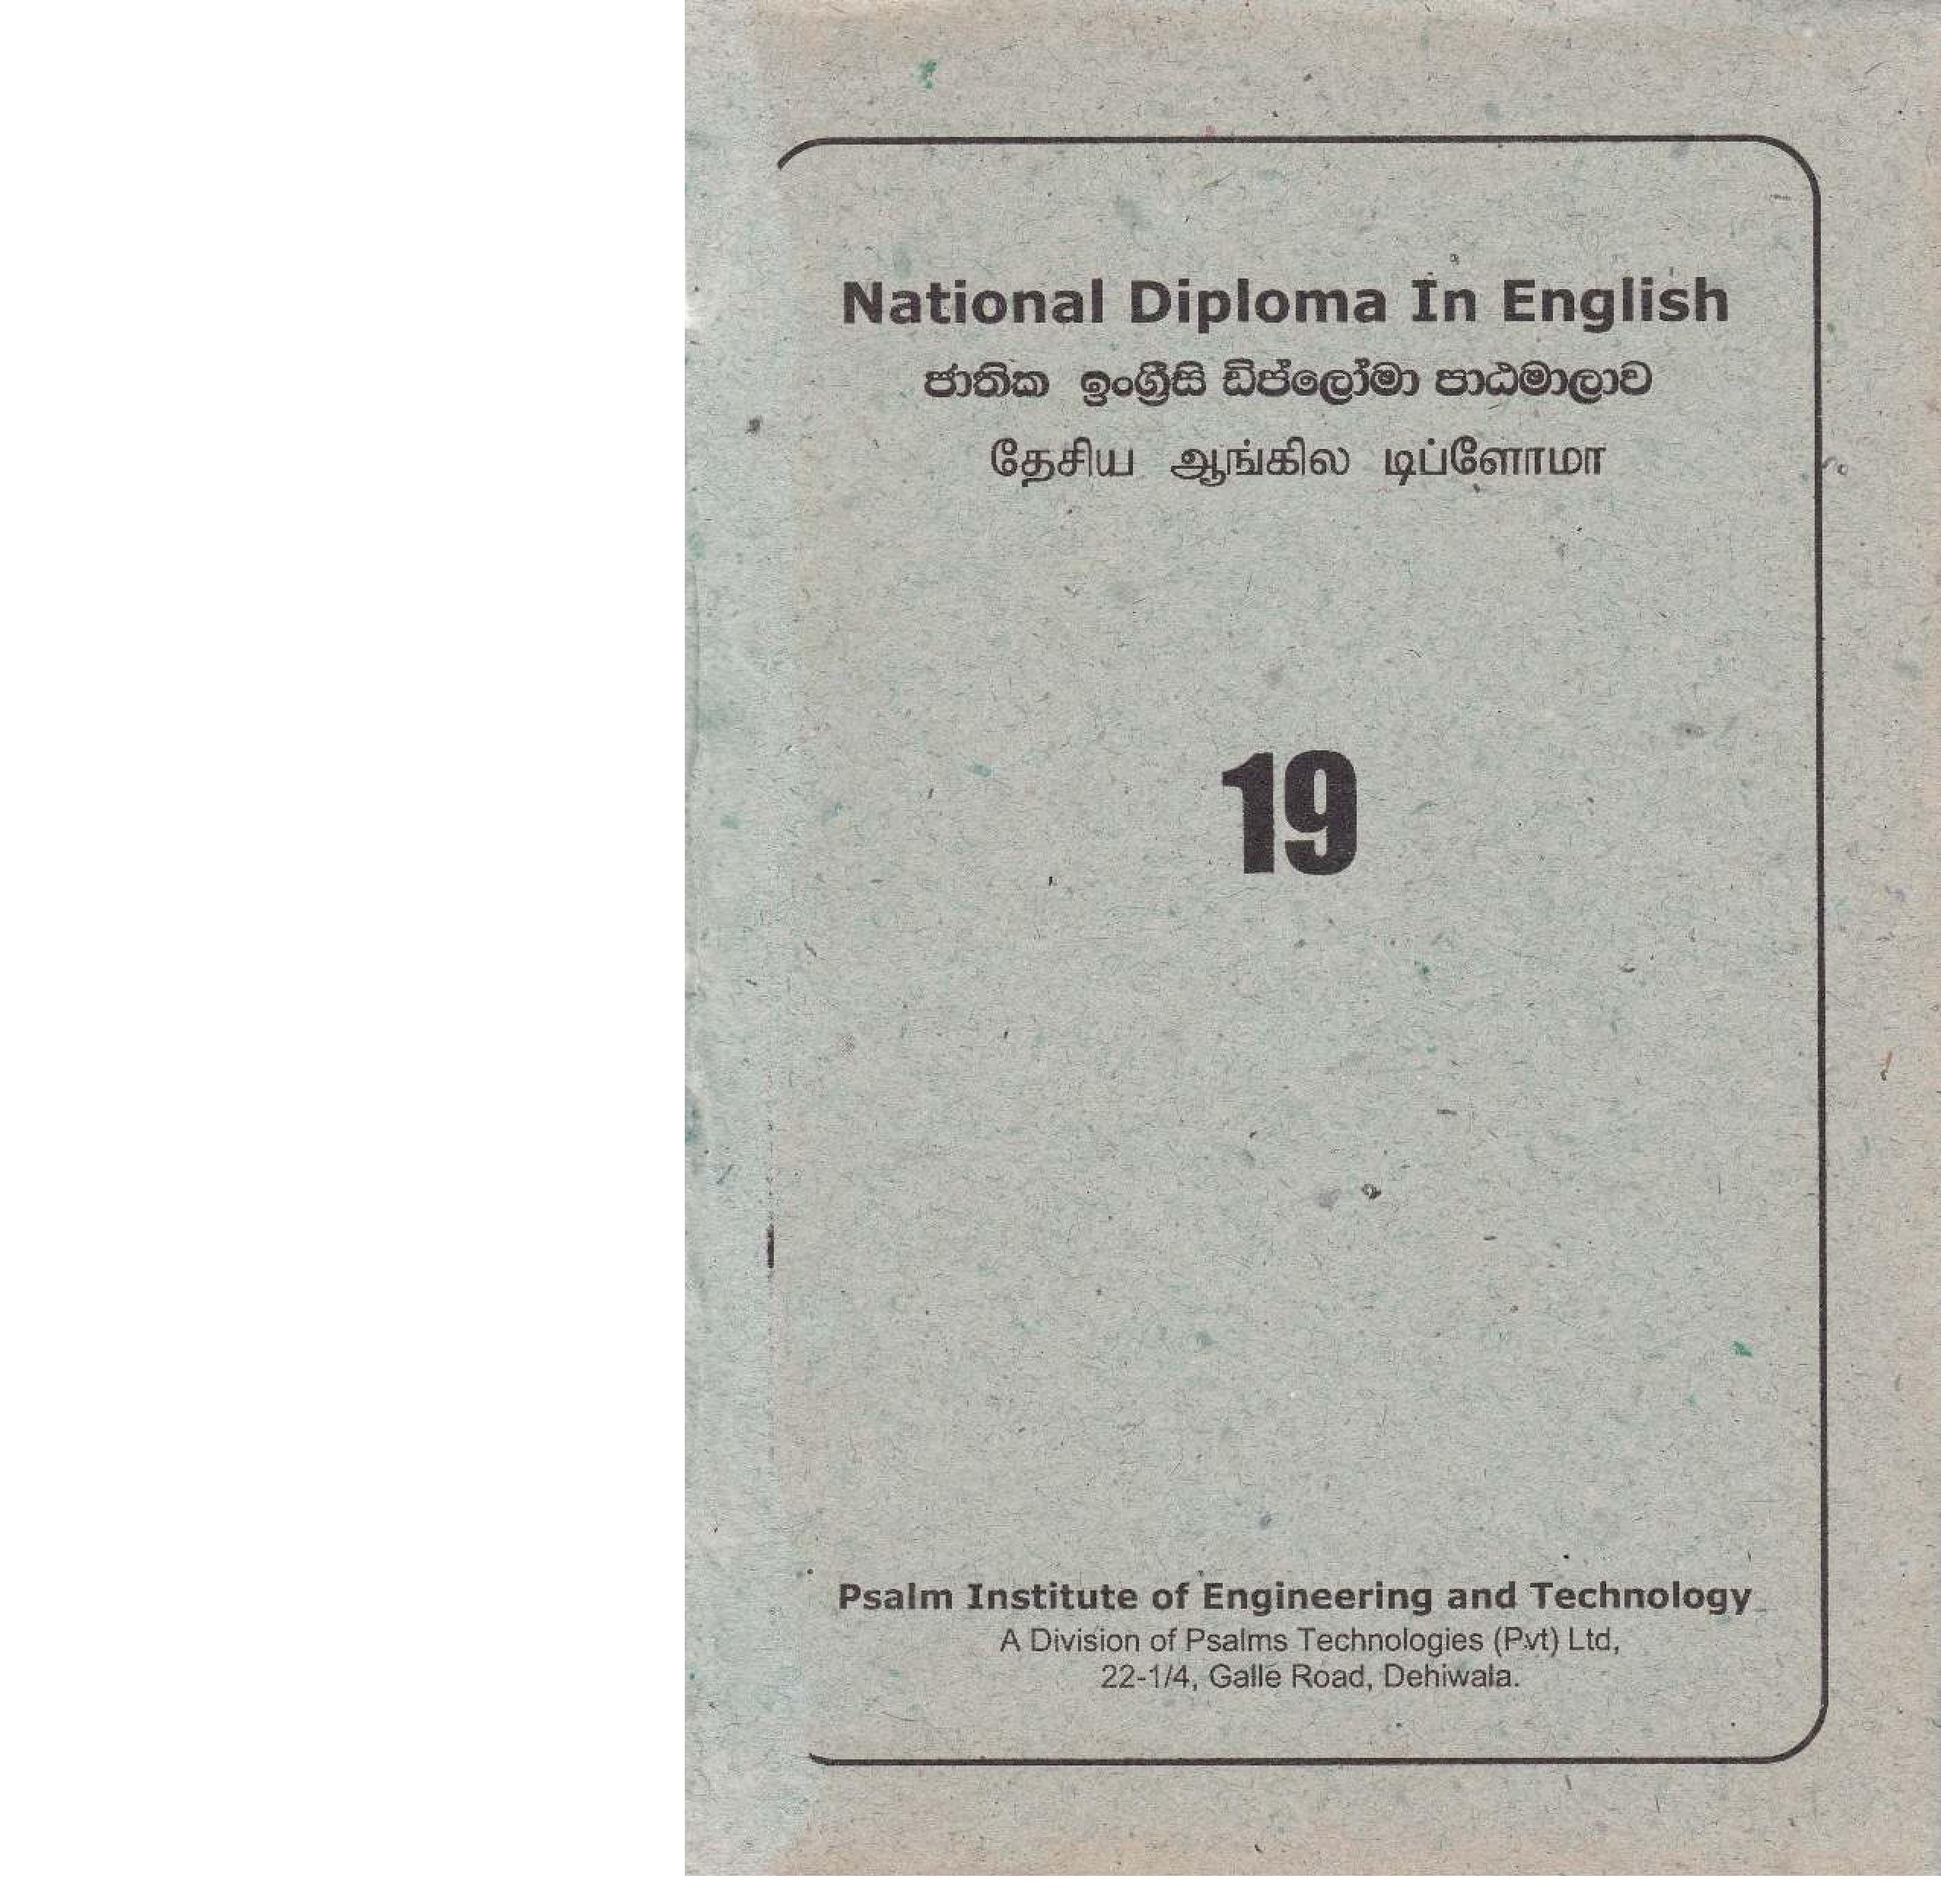 National Diploma In English
ජාතික ඉංග්‍රීසි ඩිප්ලෝමා පාඨමාලාව
தேசிய ஆங்கில டிப்ளோமா
19
Psalm Institute of Engineering and Technology
A Division of Psalms Technologies (Pvt) Ltd,
22-1/4, Galle Road, Dehiwala.